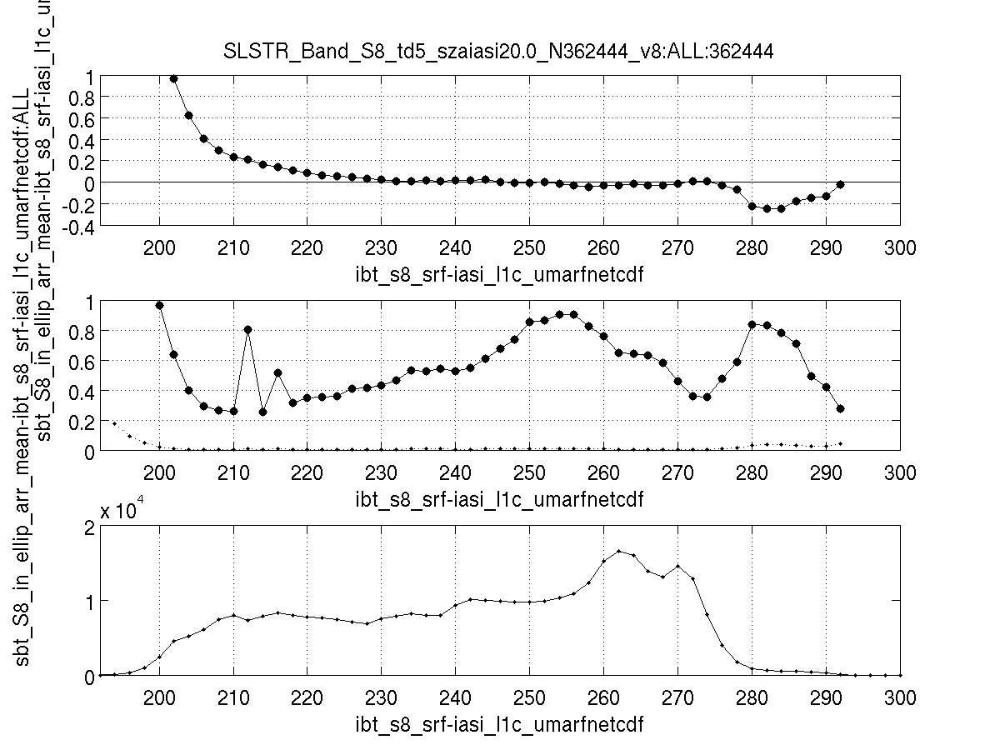 SLSTR_Band_S8_td5_szaiasi20.0_N362444_v8:ALL:362444
1
0.8
0.6
0.4
0.2
0
-0.2
-0.4
200 210 220 230 240 250 260 270 280 290 300
ibt_s8_srf-iasi_l1c_umarfnetcdf
1
0.8
0.6
0.4
0.2
0
200 210 220 230 240 250 260 270 280 290 300
ibt_s8_srf-iasi_l1c_umarfnetcdf
x 10^4
2
1
0
200 210 220 230 240 250 260 270 280 290 300
ibt_s8_srf-iasi_l1c_umarfnetcdf
sbt_S8_in_ellip_arr_mean-ibt_s8_srf-iasi_l1c_umarfnetcdf:ALL
sbt_S8_in_ellip_arr_mean-ibt_s8_srf-iasi_l1c_